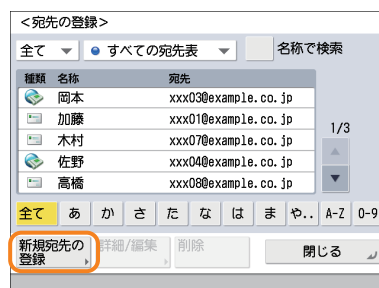 <宛先の登録>
全て すべての宛先表 名称で検索
種類 名称 宛先
岡本 xxx03@example.co.jp
加藤 xxx01@example.co.jp
木村 xxx07@example.co.jp
佐野 xxx04@example.co.jp
高橋 xxx08@example.co.jp
1/3
全て あ か さ た な は ま や.. A-Z 0-9
新規宛先の
登録 詳細/編集 削除 閉じる